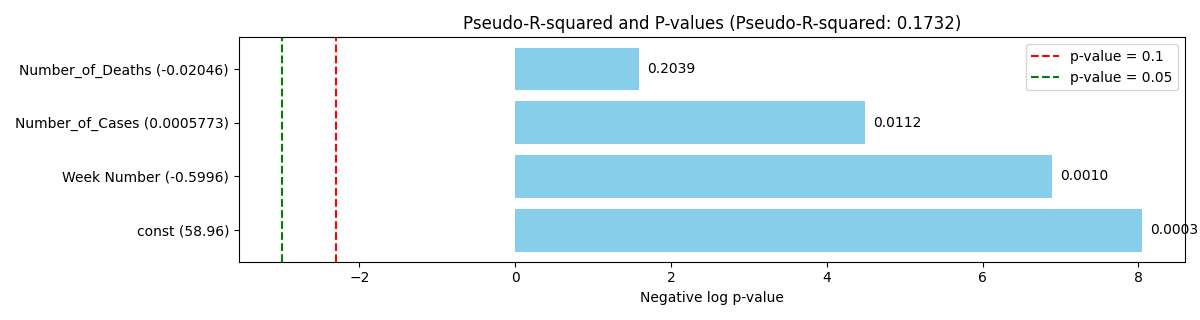 Pseudo-R-squared and P-values (Pseudo-R-squared: 0.1732)
p-value = 0.1
p-value = 0.05
Number_of_Deaths (-0.02046)
0.2039
Number_of_Cases (0.0005773)
0.0112
Week Number (-0.5996)
0.0010
const (58.96)
0.0003
−2
0
2
4
6
8
Negative log p-value